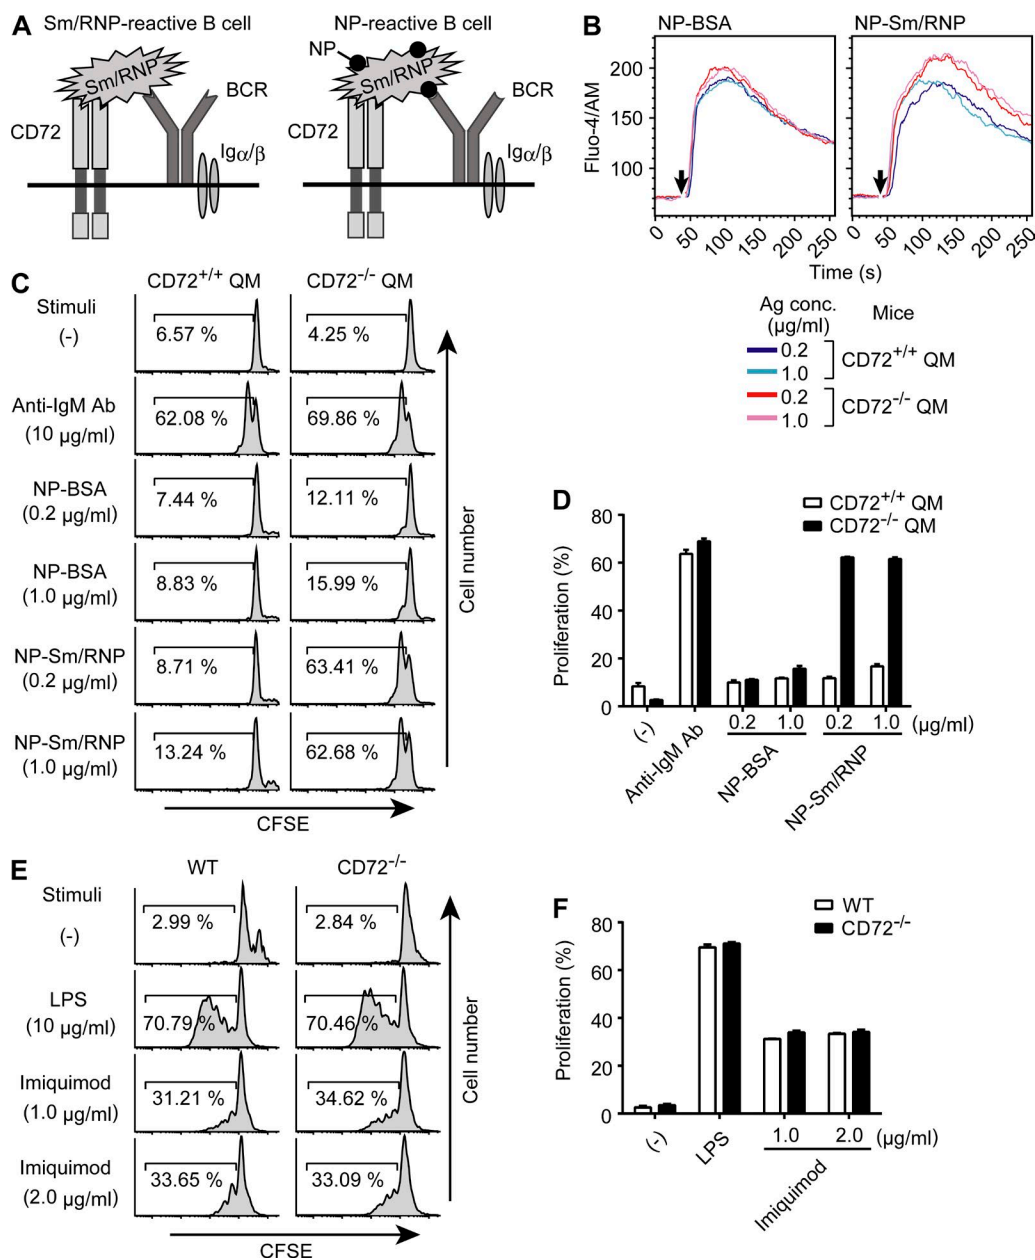 A
Sm/RNP-reactive B cell
NP-reactive B cell
Sm/RNP
CD72
BCR
Igα/β
NP
Sm/RNP
CD72
BCR
Igα/β
B
NP-BSA
NP-Sm/RNP
Fluo-4/AM
200
150
100
0 50 100 150 200 250
0 50 100 150 200 250
Time (s)
Ag conc.
(µg/ml)
Mice
0.2
1.0
CD72+/+ QM
0.2
1.0
CD72-/- QM
C
CD72+/+ QM
CD72-/- QM
Stimuli
(-)
6.57 %
4.25 %
Anti-IgM Ab
(10 µg/ml)
62.08 %
69.86 %
NP-BSA
(0.2 µg/ml)
7.44 %
12.11 %
NP-BSA
(1.0 µg/ml)
8.83 %
15.99 %
NP-Sm/RNP
(0.2 µg/ml)
8.71 %
63.41 %
NP-Sm/RNP
(1.0 µg/ml)
13.24 %
62.68 %
Cell number
CFSE
D
CD72+/+ QM
CD72-/- QM
Proliferation (%)
80
60
40
20
0
0.2 1.0 0.2 1.0 (µg/ml)
(-)
Anti-IgM Ab
NP-BSA
NP-Sm/RNP
E
WT
CD72-/-
Stimuli
(-)
2.99 %
2.84 %
LPS
(10 µg/ml)
70.79 %
70.46 %
Imiquimod
(1.0 µg/ml)
31.21 %
34.62 %
Imiquimod
(2.0 µg/ml)
33.65 %
33.09 %
Cell number
CFSE
F
WT
CD72-/-
Proliferation (%)
80
60
40
20
0
1.0 2.0 (µg/ml)
(-)
LPS
Imiquimod